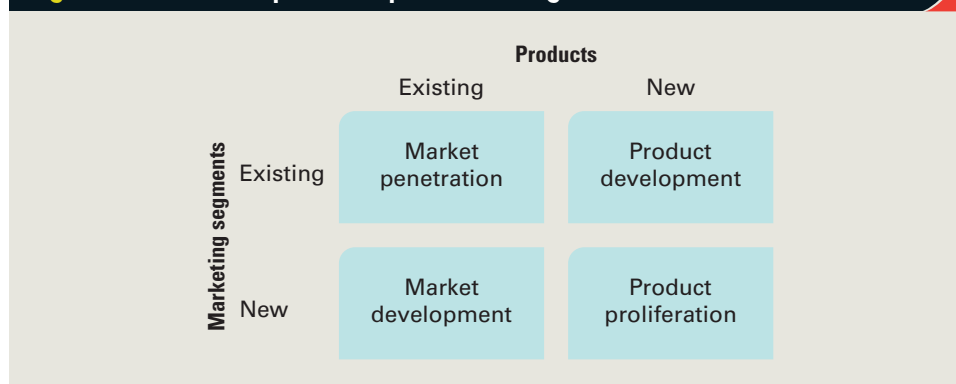 Products
Existing
New
Marketing segments
Existing
Market
penetration
Product
development
New
Market
development
Product
proliferation